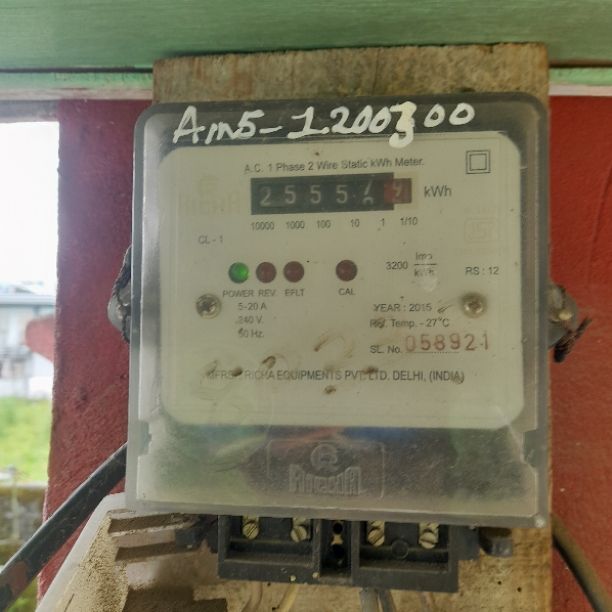 Am5-1200300
A.C. 1 Phase 2 Wire Static kWh Meter.
2555 kWh
10000 1000 100 10 1 1/10
CL - 1
3200 Imp/kWh RS : 12
POWER REV. EFLT CAL
5-20 A
240 V.
50 Hz.
YEAR : 2015
Ref. Temp. - 27°C
SL. No. 058921
RICHA EQUIPMENTS PVT. LTD. DELHI, (INDIA)